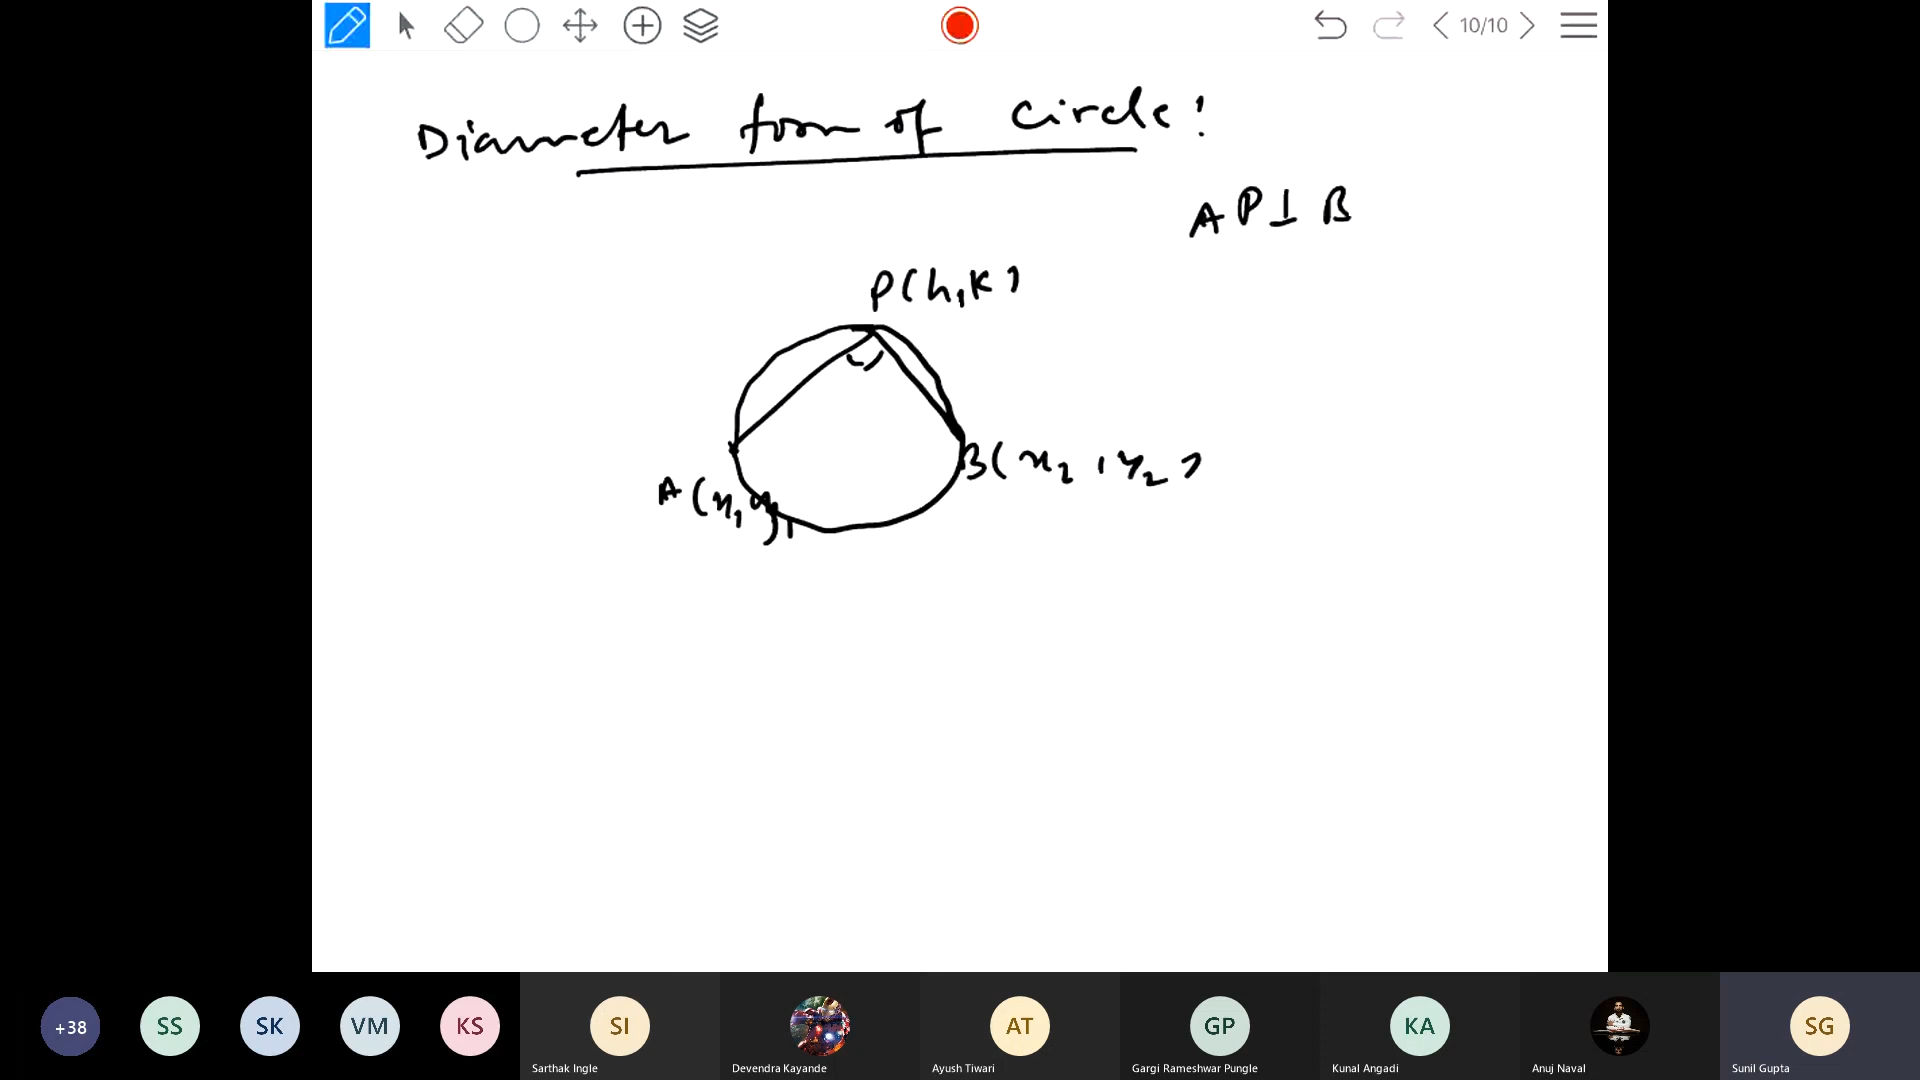 10/10
Diameter form of circle:
AP⊥ B
P(h,k)
B(x2, y2)
A(x1 y1
+38
SS
SK
VM
KS
SI
AT
GP
KA
SG
Sarthak Ingle
Devendra Kayande
Ayush Tiwari
Gargi Rameshwar Pungle
Kunal Angadi
Anuj Naval
Sunil Gupta